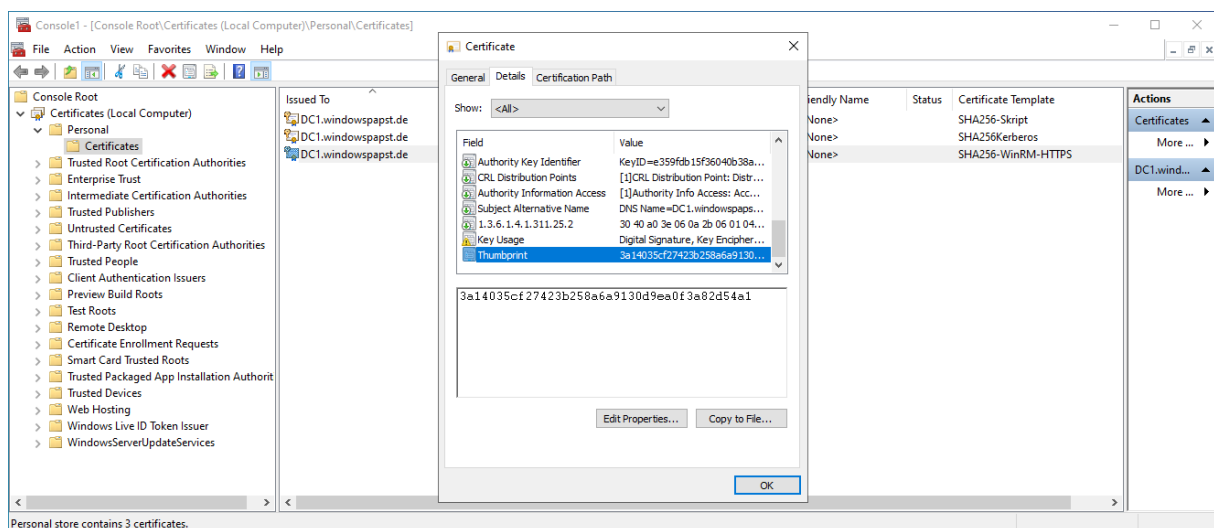 Console1 - [Console Root\Certificates (Local Computer)\Personal\Certificates]
File Action View Favorites Window Help
Console Root
Certificates (Local Computer)
Personal
Certificates
Trusted Root Certification Authorities
Enterprise Trust
Intermediate Certification Authorities
Trusted Publishers
Untrusted Certificates
Third-Party Root Certification Authorities
Trusted People
Client Authentication Issuers
Preview Build Roots
Test Roots
Remote Desktop
Certificate Enrollment Requests
Smart Card Trusted Roots
Trusted Packaged App Installation Authorit
Trusted Devices
Web Hosting
Windows Live ID Token Issuer
WindowsServerUpdateServices
Issued To
DC1.windowspapst.de
DC1.windowspapst.de
DC1.windowspapst.de
Certificate
General Details Certification Path
Show: <All>
Field Value
Authority Key Identifier KeyID=e359fdb15f36040b38a...
CRL Distribution Points [1]CRL Distribution Point: Distr...
Authority Information Access [1]Authority Info Access: Acc...
Subject Alternative Name DNS Name=DC1.windowspaps...
1.3.6.1.4.1.311.25.2 30 40 a0 3e 06 0a 2b 06 01 04...
Key Usage Digital Signature, Key Encipher...
Thumbprint 3a14035cf27423b258a6a9130...
3a14035cf27423b258a6a9130d9ea0f3a82d54a1
Edit Properties... Copy to File...
OK
iendly Name Status Certificate Template
None> SHA256-Skript
None> SHA256Kerberos
None> SHA256-WinRM-HTTPS
Actions
Certificates
More ...
DC1.wind...
More ...
Personal store contains 3 certificates.